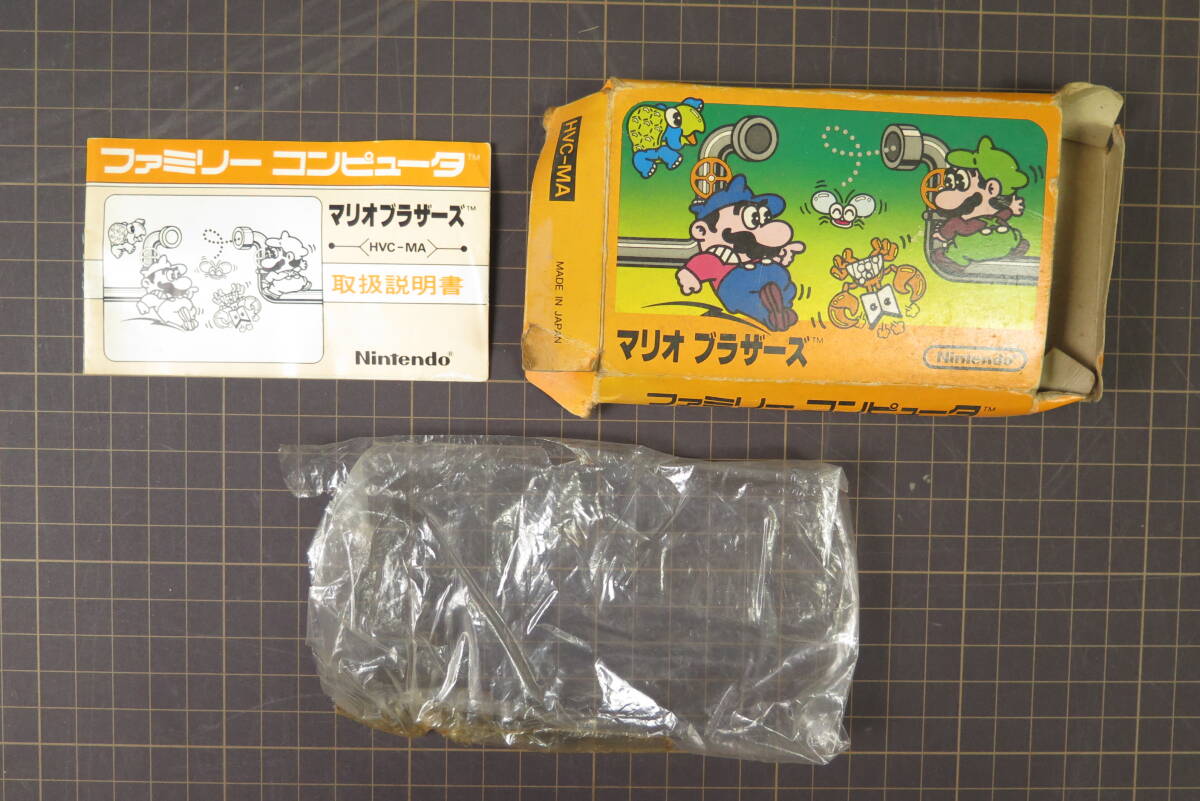 ファミリー コンピュータ™
マリオブラザーズ™
HVC-MA
取扱説明書
Nintendo®
HVC-MA
MADE IN JAPAN
マリオ ブラザーズ™
Nintendo®
ファミリー コンピュータ™